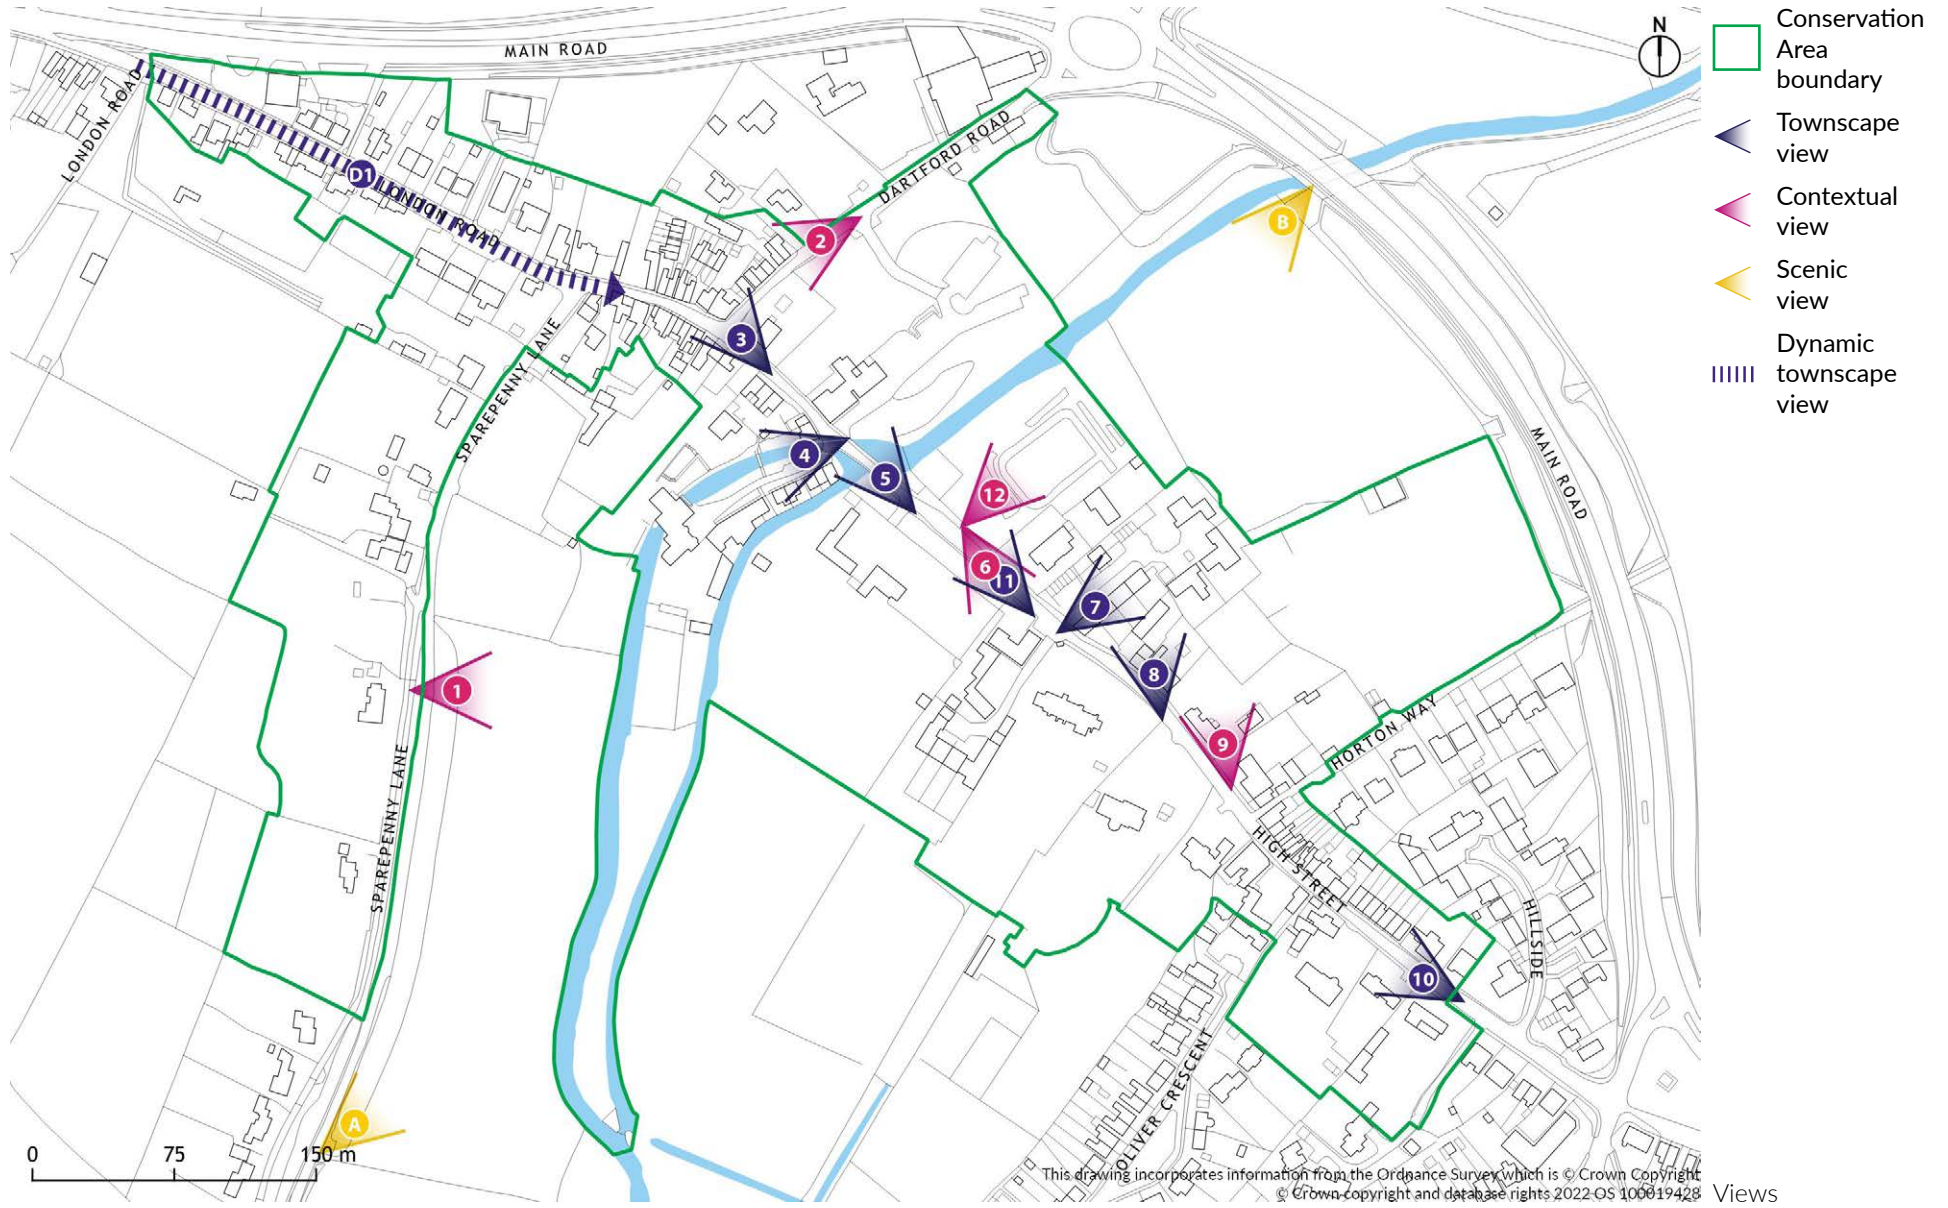 MAIN ROAD
N
LONDON ROAD
D1
LONDON ROAD
DARTFORD ROAD
2
B
3
SPAREPENNY LANE
4
5
12
6
11
7
MAIN ROAD
8
1
9
HORTON WAY
SPAREPENNY LANE
HIGH STREET
HILLSIDE
10
OLIVER CRESCENT
A
0 75 150 m
This drawing incorporates information from the Ordnance Survey which is © Crown Copyright
© Crown copyright and database rights 2022 OS 100019428
Conservation
Area
boundary
Townscape
view
Contextual
view
Scenic
view
Dynamic
townscape
view
Views